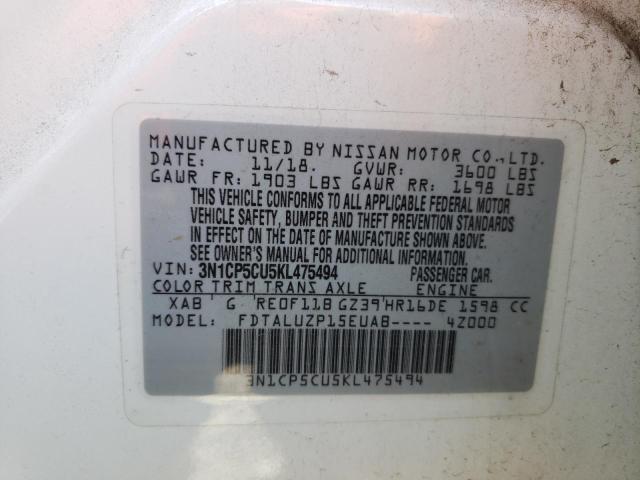 MANUFACTURED BY NISSAN MOTOR CO.,LTD.
DATE: 11/18. GVWR: 3600 LBS
GAWR FR: 1903 LBS GAWR RR: 1698 LBS
THIS VEHICLE CONFORMS TO ALL APPLICABLE FEDERAL MOTOR
VEHICLE SAFETY, BUMPER AND THEFT PREVENTION STANDARDS
IN EFFECT ON THE DATE OF MANUFACTURE SHOWN ABOVE.
SEE OWNER'S MANUAL FOR ADDITIONAL INFORMATION.
VIN: 3N1CP5CU5KL475494 PASSENGER CAR.
COLOR TRIM TRANS AXLE ENGINE
XAB G RE0F11B GZ39 HR16DE 1598 CC
MODEL: FDTALUZP15EUAB---- 4Z000
3N1CP5CU5KL475494